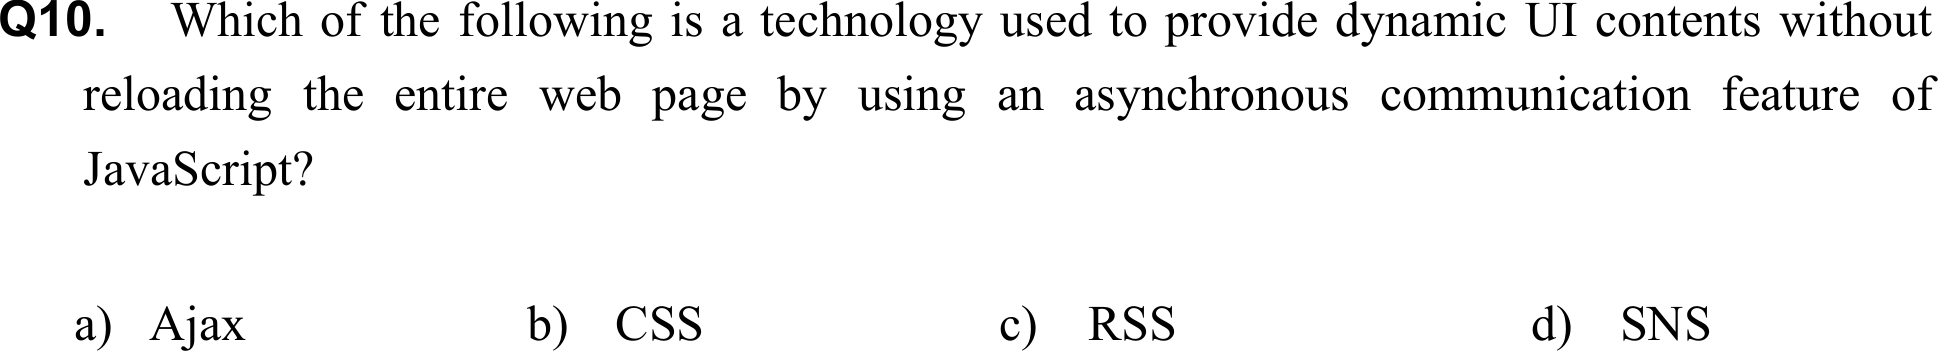 Q10. Which of the following is a technology used to provide dynamic UI contents without
reloading the entire web page by using an asynchronous communication feature of
JavaScript?
a) Ajax b) CSS c) RSS d) SNS